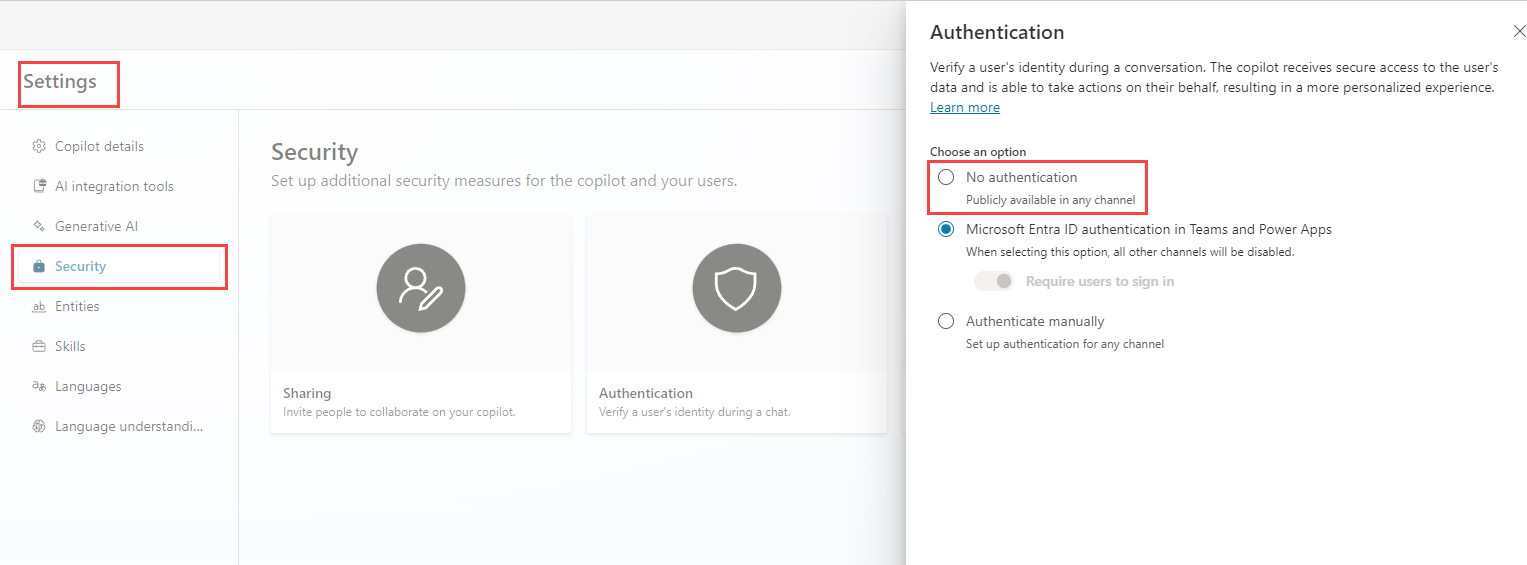 Settings
Copilot details
AI integration tools
Generative AI
Security
Entities
Skills
Languages
Language understandi...
Security
Set up additional security measures for the copilot and your users.
Sharing
Invite people to collaborate on your copilot.
Authentication
Verify a user's identity during a chat.
Authentication
Verify a user's identity during a conversation. The copilot receives secure access to the user's
data and is able to take actions on their behalf, resulting in a more personalized experience.
Learn more
Choose an option
No authentication
Publicly available in any channel
Microsoft Entra ID authentication in Teams and Power Apps
When selecting this option, all other channels will be disabled.
Require users to sign in
Authenticate manually
Set up authentication for any channel